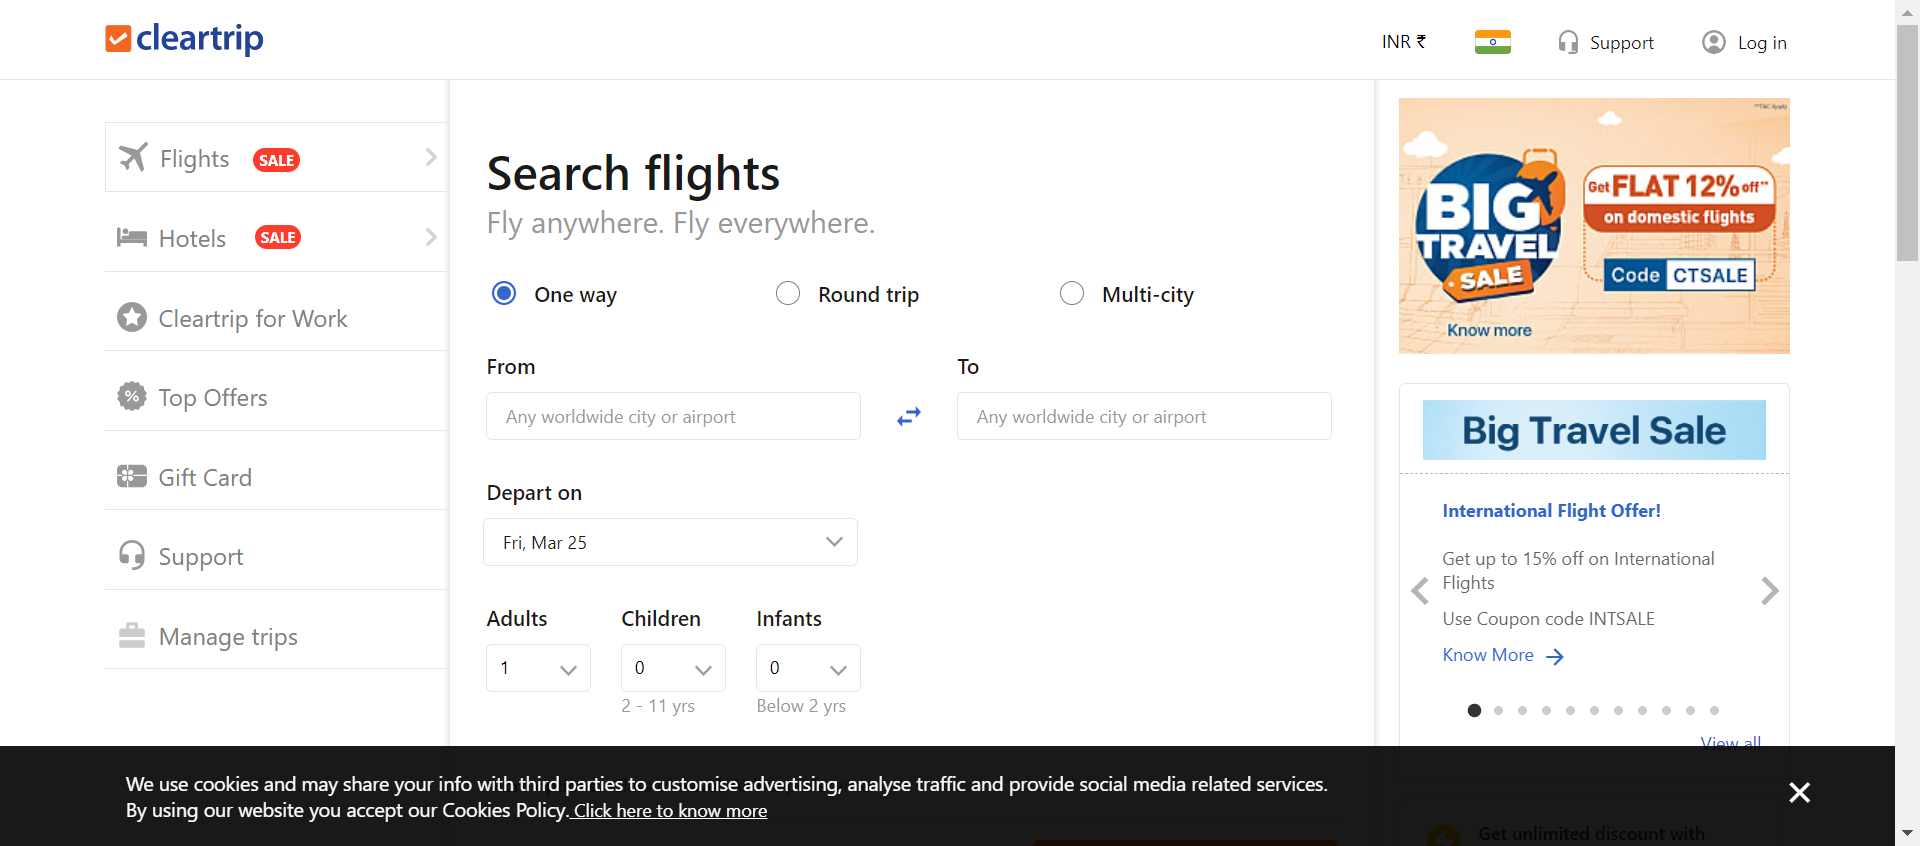 cleartrip
INR ₹
Support
Log in
Flights SALE
Hotels SALE
Cleartrip for Work
Top Offers
Gift Card
Support
Manage trips
Search flights
Fly anywhere. Fly everywhere.
One way
Round trip
Multi-city
From
Any worldwide city or airport
To
Any worldwide city or airport
Depart on
Fri, Mar 25
Adults
1
Children
0
2 - 11 yrs
Infants
0
Below 2 yrs
**T&C Apply
BIG
TRAVEL
SALE
Get FLAT 12% off**
on domestic flights
Code CTSALE
Know more
Big Travel Sale
International Flight Offer!
Get up to 15% off on International
Flights
Use Coupon code INTSALE
Know More
View all
We use cookies and may share your info with third parties to customise advertising, analyse traffic and provide social media related services.
By using our website you accept our Cookies Policy. Click here to know more
Get unlimited discount with